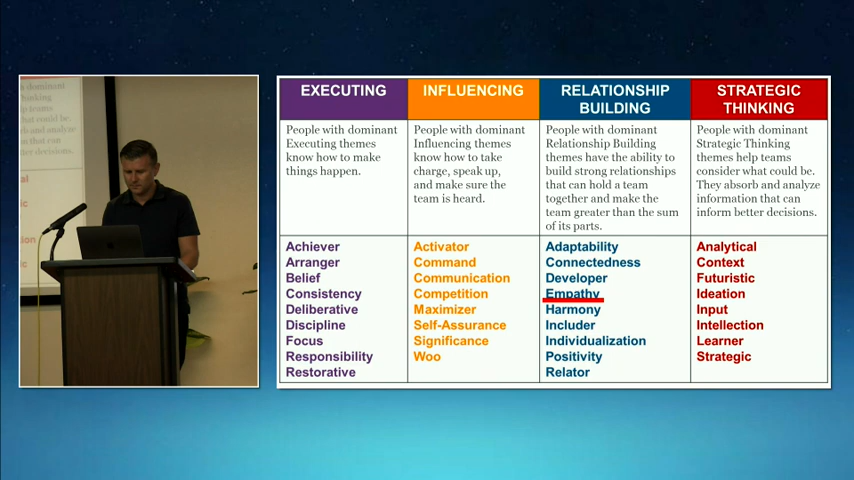 EXECUTING
INFLUENCING
RELATIONSHIP
BUILDING
STRATEGIC
THINKING
People with dominant
Executing themes
know how to make
things happen.
People with dominant
Influencing themes
know how to take
charge, speak up,
and make sure the
team is heard.
People with dominant
Relationship Building
themes have the ability to
build strong relationships
that can hold a team
together and make the
team greater than the sum
of its parts.
People with dominant
Strategic Thinking
themes help teams
consider what could be.
They absorb and analyze
information that can
inform better decisions.
Achiever
Arranger
Belief
Consistency
Deliberative
Discipline
Focus
Responsibility
Restorative
Activator
Command
Communication
Competition
Maximizer
Self-Assurance
Significance
Woo
Adaptability
Connectedness
Developer
Empathy
Harmony
Includer
Individualization
Positivity
Relator
Analytical
Context
Futuristic
Ideation
Input
Intellection
Learner
Strategic